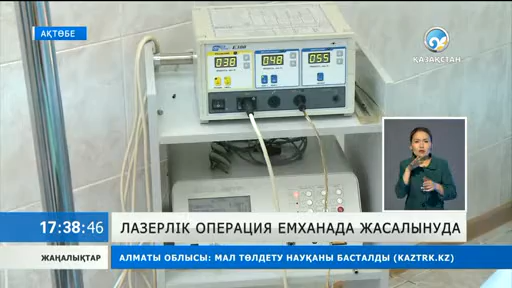 АҚТӨБЕ
ҚАЗАҚСТАН
E300
038
048
055
17:38:46
ЛАЗЕРЛІК ОПЕРАЦИЯ ЕМХАНАДА ЖАСАЛЫНУДА
ЖАҢАЛЫҚТАР
АЛМАТЫ ОБЛЫСЫ: МАЛ ТӨЛДЕТУ НАУҚАНЫ БАСТАЛДЫ (KAZTRK.KZ)